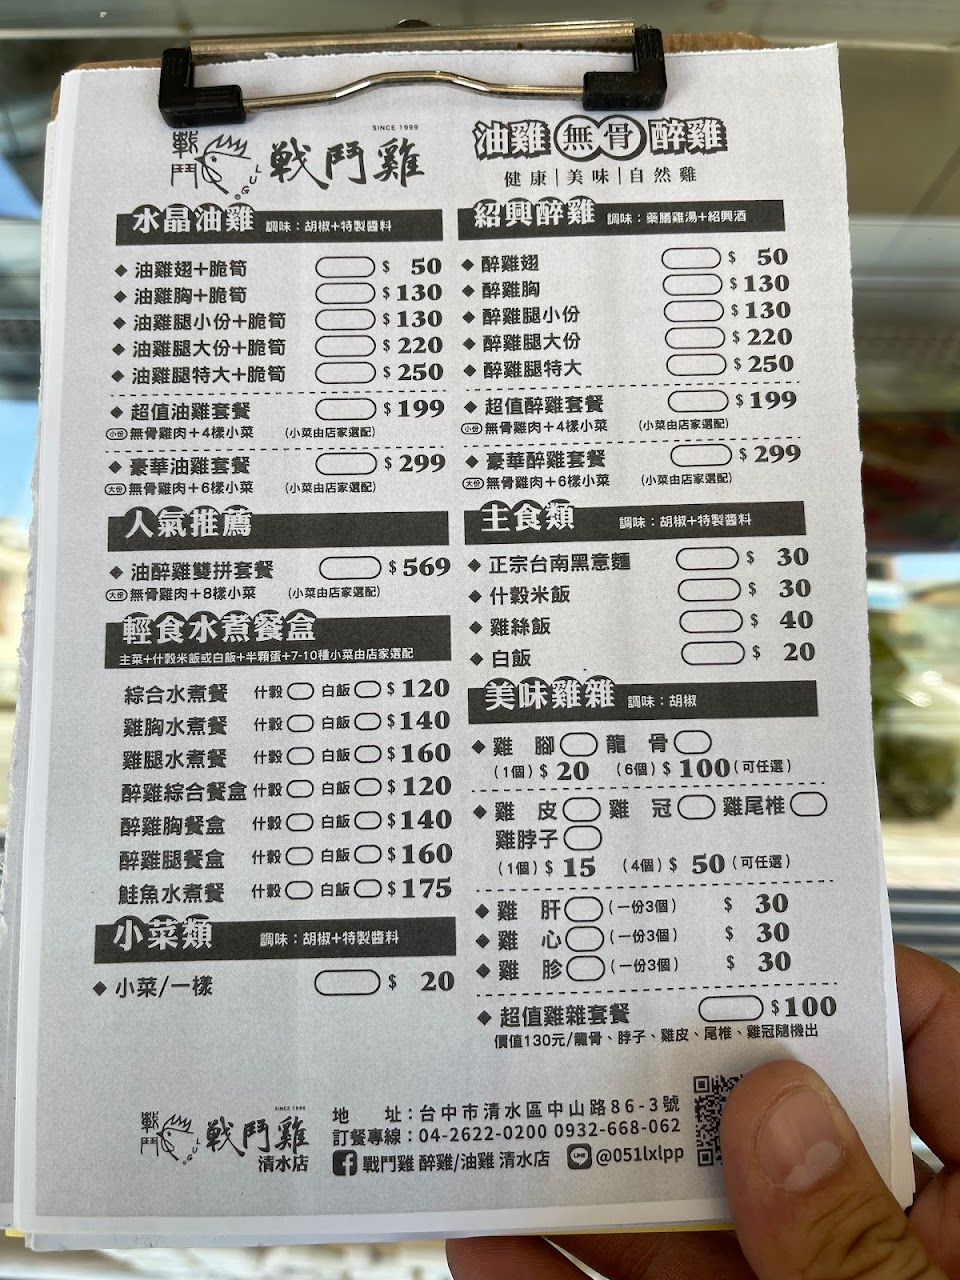 SINCE 1999
戰鬥
GULU
戰鬥雞
油雞 無骨 醉雞
健康|美味|自然雞
水晶油雞 調味：胡椒+特製醬料
◆ 油雞翅+脆筍 $ 50
◆ 油雞胸+脆筍 $ 130
◆ 油雞腿小份+脆筍 $ 130
◆ 油雞腿大份+脆筍 $ 220
◆ 油雞腿特大+脆筍 $ 250
◆ 超值油雞套餐 $ 199
小份 無骨雞肉+4樣小菜 (小菜由店家選配)
◆ 豪華油雞套餐 $ 299
大份 無骨雞肉+6樣小菜 (小菜由店家選配)
人氣推薦
◆ 油醉雞雙拼套餐 $ 569
大份 無骨雞肉+8樣小菜 (小菜由店家選配)
輕食水煮餐盒
主菜+什穀米飯或白飯+半顆蛋+7-10種小菜由店家選配
綜合水煮餐 什穀 白飯 $ 120
雞胸水煮餐 什穀 白飯 $ 140
雞腿水煮餐 什穀 白飯 $ 160
醉雞綜合餐盒 什穀 白飯 $ 120
醉雞胸餐盒 什穀 白飯 $ 140
醉雞腿餐盒 什穀 白飯 $ 160
鮭魚水煮餐 什穀 白飯 $ 175
小菜類 調味：胡椒+特製醬料
◆ 小菜/一樣 $ 20
紹興醉雞 調味：藥膳雞湯+紹興酒
◆ 醉雞翅 $ 50
◆ 醉雞胸 $ 130
◆ 醉雞腿小份 $ 130
◆ 醉雞腿大份 $ 220
◆ 醉雞腿特大 $ 250
◆ 超值醉雞套餐 $ 199
小份 無骨雞肉+4樣小菜 (小菜由店家選配)
◆ 豪華醉雞套餐 $ 299
大份 無骨雞肉+6樣小菜 (小菜由店家選配)
主食類 調味：胡椒+特製醬料
◆ 正宗台南黑意麵 $ 30
◆ 什穀米飯 $ 30
◆ 雞絲飯 $ 40
◆ 白飯 $ 20
美味雞雜 調味：胡椒
◆ 雞 腳 龍 骨
(1個) $ 20 (6個) $ 100 (可任選)
◆ 雞 皮 雞 冠 雞尾椎
雞脖子
(1個) $ 15 (4個) $ 50 (可任選)
◆ 雞 肝 (一份3個) $ 30
◆ 雞 心 (一份3個) $ 30
◆ 雞 胗 (一份3個) $ 30
◆ 超值雞雜套餐 $ 100
價值130元/龍骨、脖子、雞皮、尾椎、雞冠隨機出
SINCE 1999
戰鬥
GULU
戰鬥雞
清水店
地 址：台中市清水區中山路86-3號
訂餐專線：04-2622-0200 0932-668-062
戰鬥雞 醉雞/油雞 清水店 LINE @051lxlpp